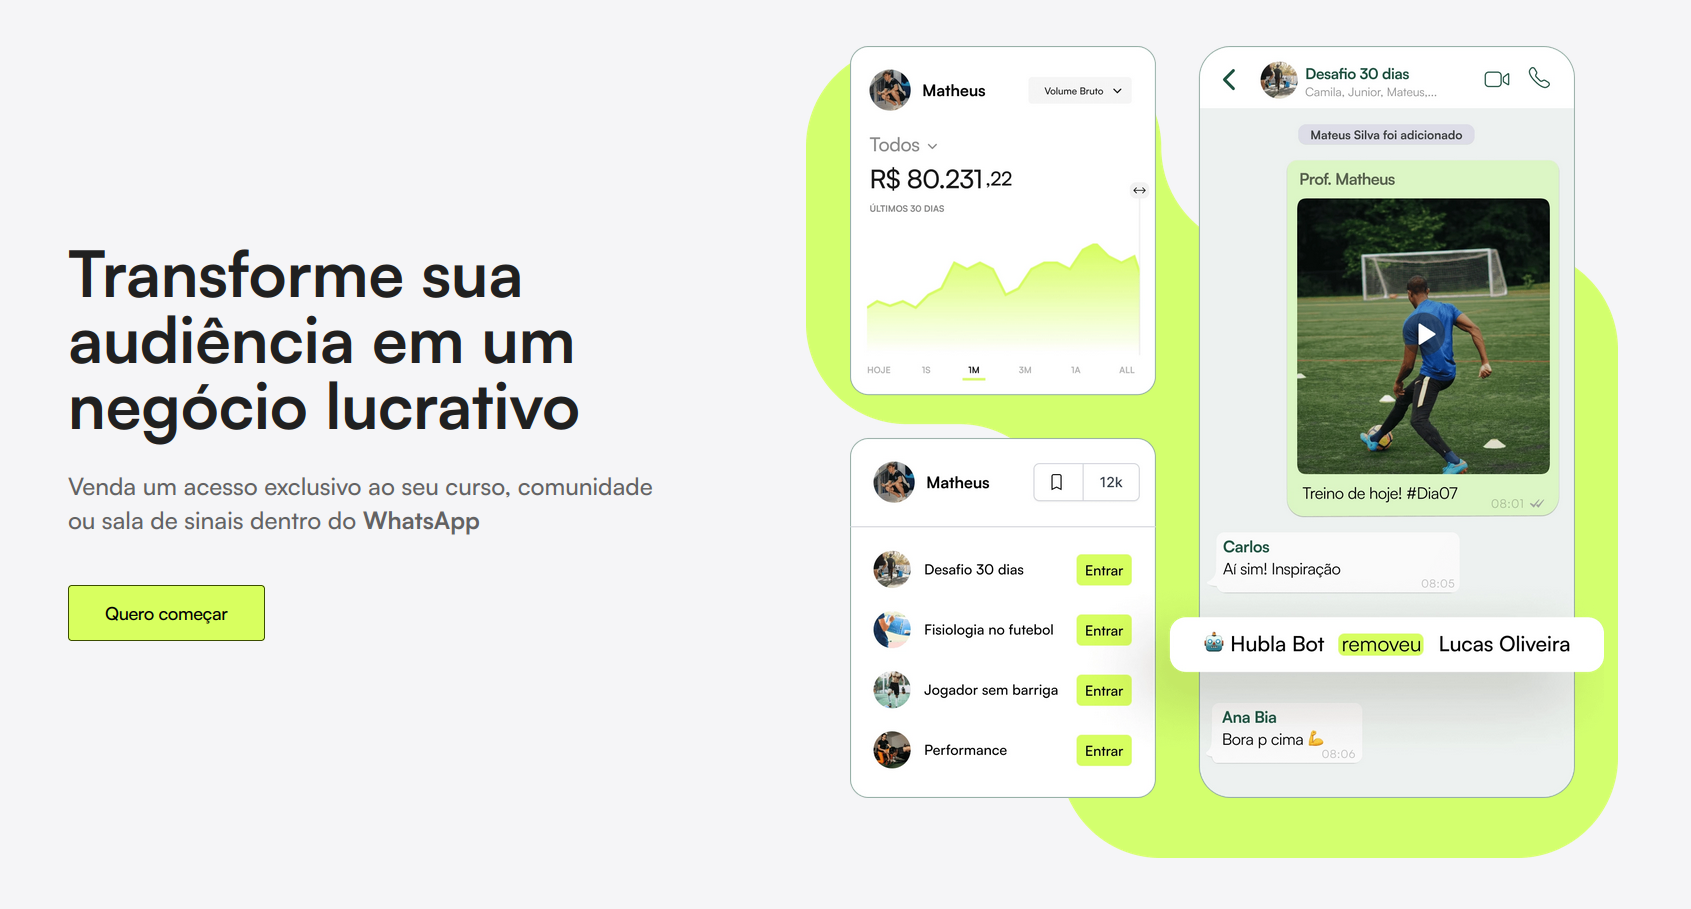 Transforme sua
audiência em um
negócio lucrativo
Venda um acesso exclusivo ao seu curso, comunidade
ou sala de sinais dentro do WhatsApp
Quero começar
Matheus
Volume Bruto
Todos
R$ 80.231,22
ÚLTIMOS 30 DIAS
HOJE 1S 1M 3M 1A ALL
Matheus
12k
Desafio 30 dias Entrar
Fisiologia no futebol Entrar
Jogador sem barriga Entrar
Performance Entrar
Desafio 30 dias
Camila, Junior, Mateus,...
Mateus Silva foi adicionado
Prof. Matheus
Treino de hoje! #Dia07
08:01
Carlos
Aí sim! Inspiração
08:05
🤖 Hubla Bot removeu Lucas Oliveira
Ana Bia
Bora p cima 💪
08:06